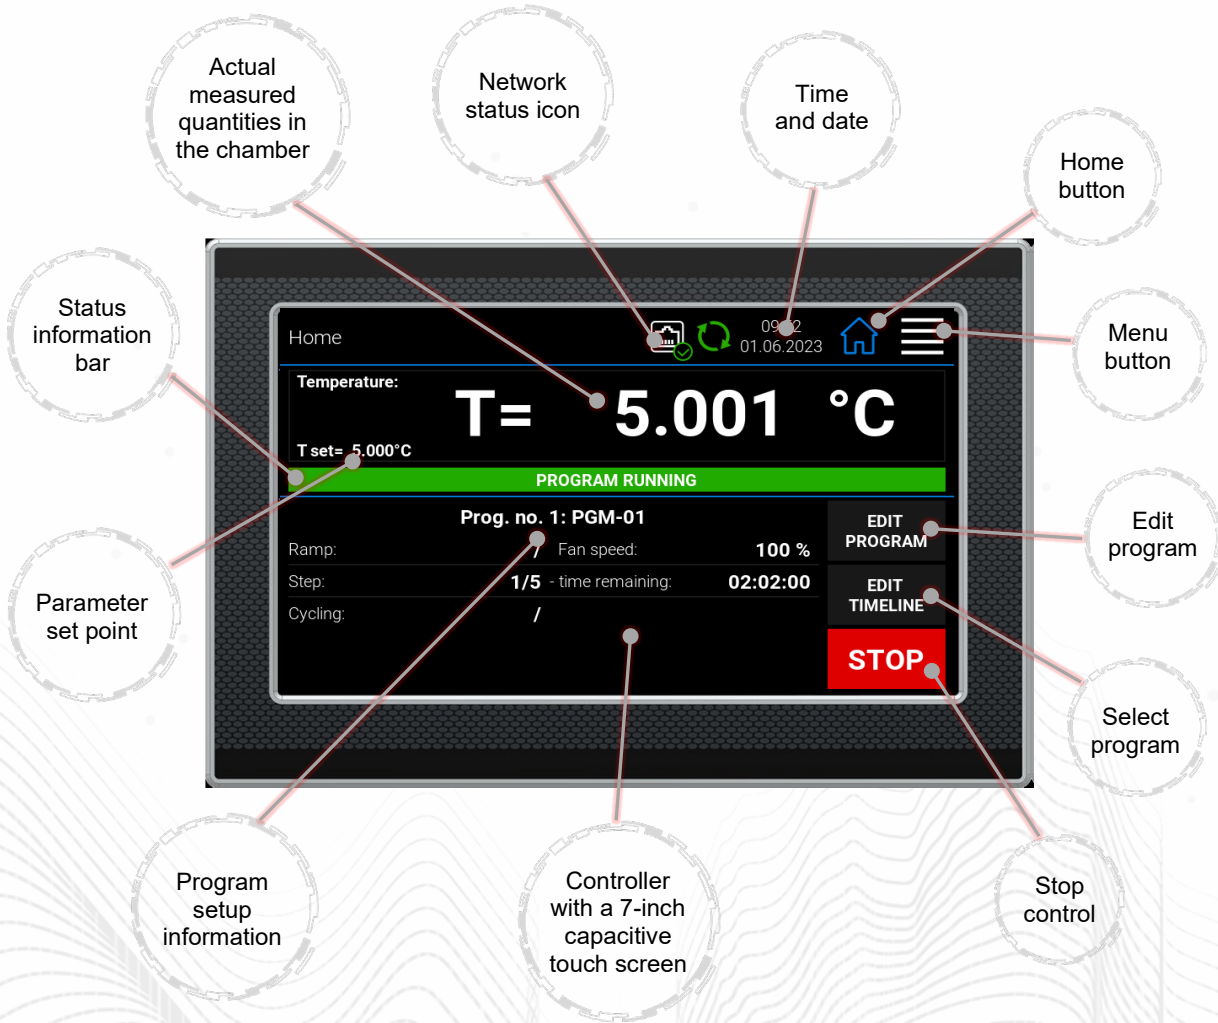 Actual
measured
quantities in
the chamber
Network
status icon
Time
and date
Home
button
Status
information
bar
Menu
button
Home
01.06.2023
Temperature:
T= 5.001 °C
T set= 5.000°C
PROGRAM RUNNING
Prog. no. 1: PGM-01
Ramp: / Fan speed: 100 %
Step: 1/5 - time remaining: 02:02:00
Cycling: /
EDIT
PROGRAM
EDIT
TIMELINE
STOP
Edit
program
Parameter
set point
Select
program
Program
setup
information
Controller
with a 7-inch
capacitive
touch screen
Stop
control